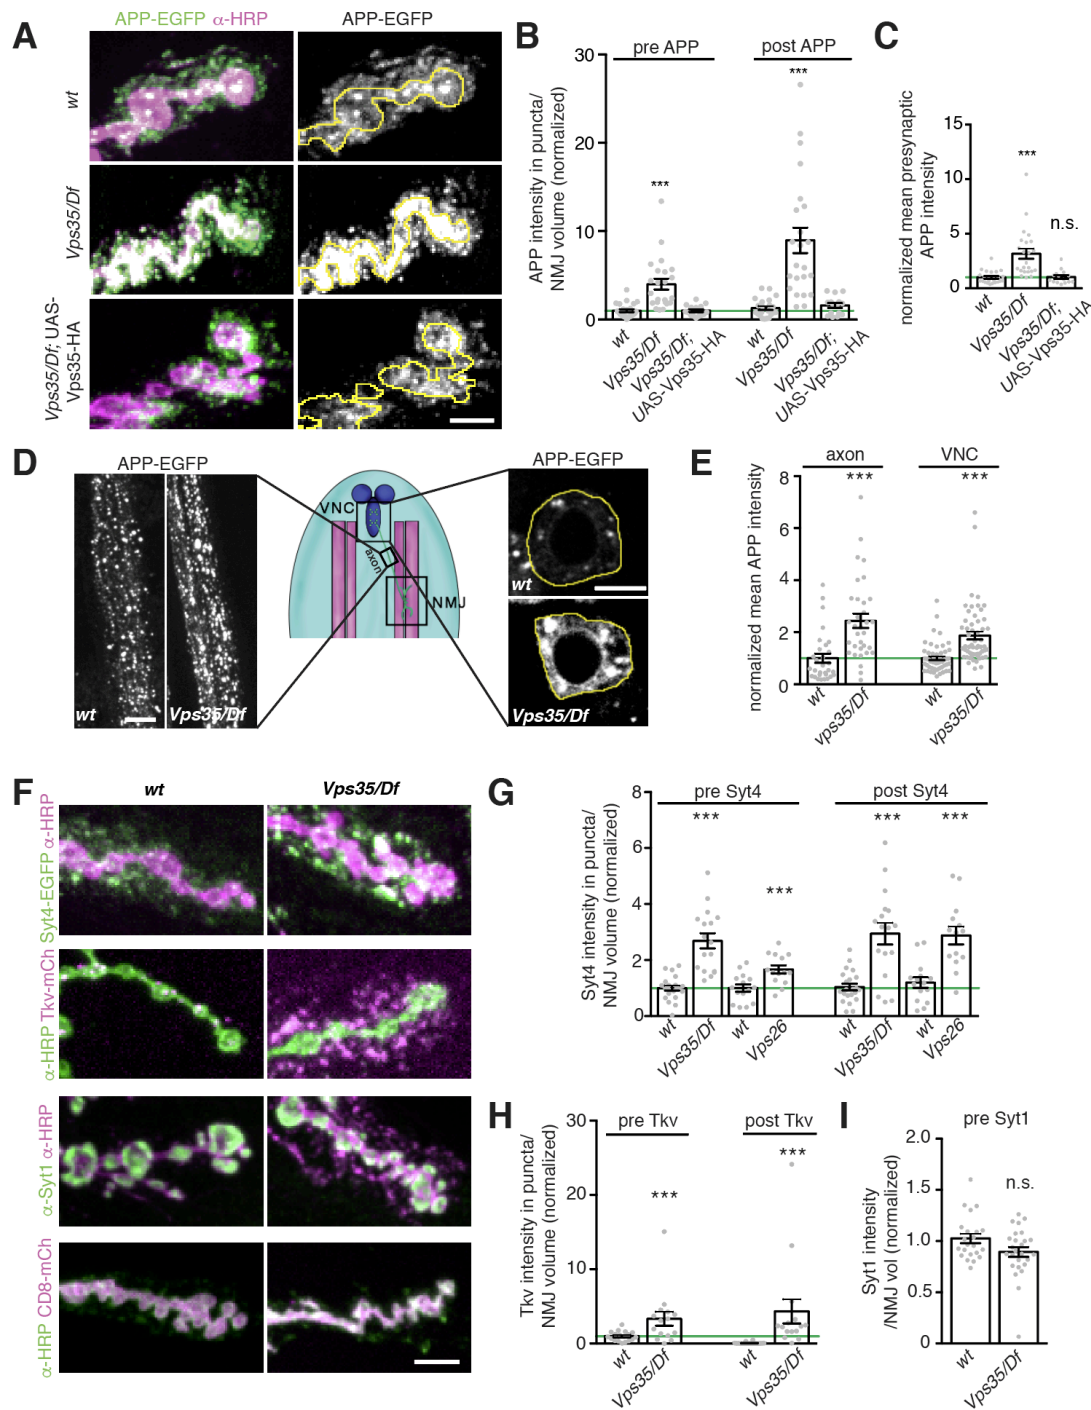 A
APP-EGFP α-HRP
APP-EGFP
wt
Vps35/Df
Vps35/Df; UAS-
Vps35-HA
B
pre APP
post APP
APP intensity in puncta/
NMJ volume (normalized)
30
20
10
0
***
***
wt
Vps35/Df
Vps35/Df;
UAS-Vps35-HA
wt
Vps35/Df
Vps35/Df;
UAS-Vps35-HA
C
normalized mean presynaptic
APP intensity
15
10
5
0
***
n.s.
wt
Vps35/Df
Vps35/Df;
UAS-Vps35-HA
D
APP-EGFP
wt
Vps35/Df
VNC
axon
NMJ
APP-EGFP
wt
Vps35/Df
E
axon
VNC
normalized mean APP intensity
8
6
4
2
0
***
***
wt
vps35/Df
wt
vps35/Df
F
wt
Vps35/Df
Syt4-EGFP α-HRP
α-HRP Tkv-mCh
α-Syt1 α-HRP
α-HRP CD8-mCh
G
pre Syt4
post Syt4
Syt4 intensity in puncta/
NMJ volume (normalized)
8
6
4
2
0
***
***
***
***
wt
Vps35/Df
wt
Vps26
wt
Vps35/Df
wt
Vps26
H
pre Tkv
post Tkv
Tkv intensity in puncta/
NMJ volume (normalized)
30
20
10
0
***
***
wt
Vps35/Df
wt
Vps35/Df
I
pre Syt1
Syt1 intensity
/NMJ vol (normalized)
2.0
1.0
0.5
0
n.s.
wt
Vps35/Df